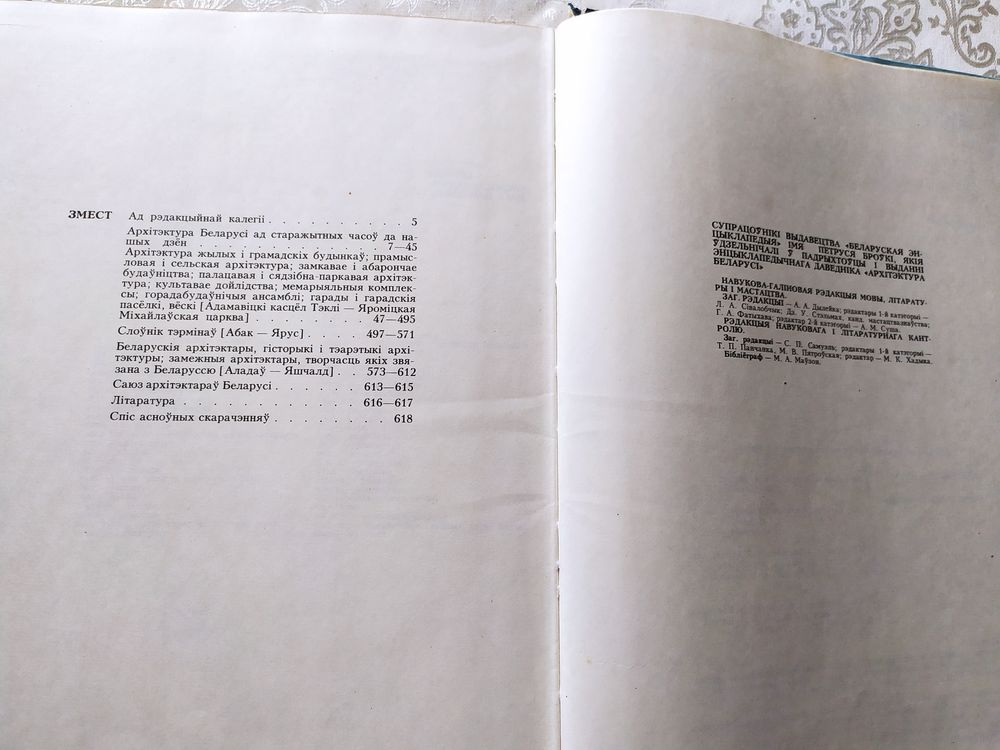 ЗМЕСТ Ад рэдакцыйнай калегіі . . . . . . . . . . 5
Архітэктура Беларусі ад старажытных часоў да на-
шых дзён . . . . . . . . . . . 7—45
Архітэктура жылых і грамадскіх будынкаў; прамыс-
ловая і сельская архітэктура; замкавае і абарончае
будаўніцтва; палацавая і сядзібна-паркавая архітэк-
тура; культавае дойлідства; мемарыяльныя комплек-
сы; горадабудаўнічыя ансамблі; гарады і гарадскія
пасёлкі, вёскі [Адамавіцкі касцёл Тэклі — Яроміцкая
Міхайлаўская царква] . . . . . . . . . 47—495
Слоўнік тэрмінаў [Абак — Ярус] . . . . 497—571
Беларускія архітэктары, гісторыкі і тэарэтыкі архі-
тэктуры; замежныя архітэктары, творчасць якіх звя-
зана з Беларуссю [Аладаў — Яшчалд] . . 573—612
Саюз архітэктараў Беларусі . . . . . . 613—615
Літаратура . . . . . . . . . . . . 616—617
Спіс асноўных скарачэнняў . . . . . . . . 618
СУПРАЦОЎНІКІ ВЫДАВЕЦТВА «БЕЛАРУСКАЯ ЭН-
ЦЫКЛАПЕДЫЯ» ІМЯ ПЕТРУСЯ БРОЎКІ, ЯКІЯ
ЎДЗЕЛЬНІЧАЛІ Ў ПАДРЫХТОЎЦЫ І ВЫДАННІ
ЭНЦЫКЛАПЕДЫЧНАГА ДАВЕДНІКА «АРХІТЭКТУРА
БЕЛАРУСІ»
НАВУКОВА-ГАЛІНОВАЯ РЭДАКЦЫЯ МОВЫ, ЛІТАРАТУ-
РЫ І МАСТАЦТВА.
ЗАГ. РЭДАКЦЫІ — А. А. Дылейка; рэдактары 1-й катэгорыі —
Л. А. Сівалобчык; Дз. У. Стэльмах, канд. мастацтвазнаўства;
Г. А. Фатыхава; рэдактар 2-й катэгорыі — А. М. Суша.
РЭДАКЦЫЯ НАВУКОВАГА І ЛІТАРАТУРНАГА КАНТ-
РОЛЮ.
Заг. рэдакцыі — С. П. Самуэль; рэдактары 1-й катэгорыі —
Т. П. Панчанка, М. В. Пятроўская; рэдактар — М. К. Хадыка.
Бібліёграф — М. А. Маўзон.